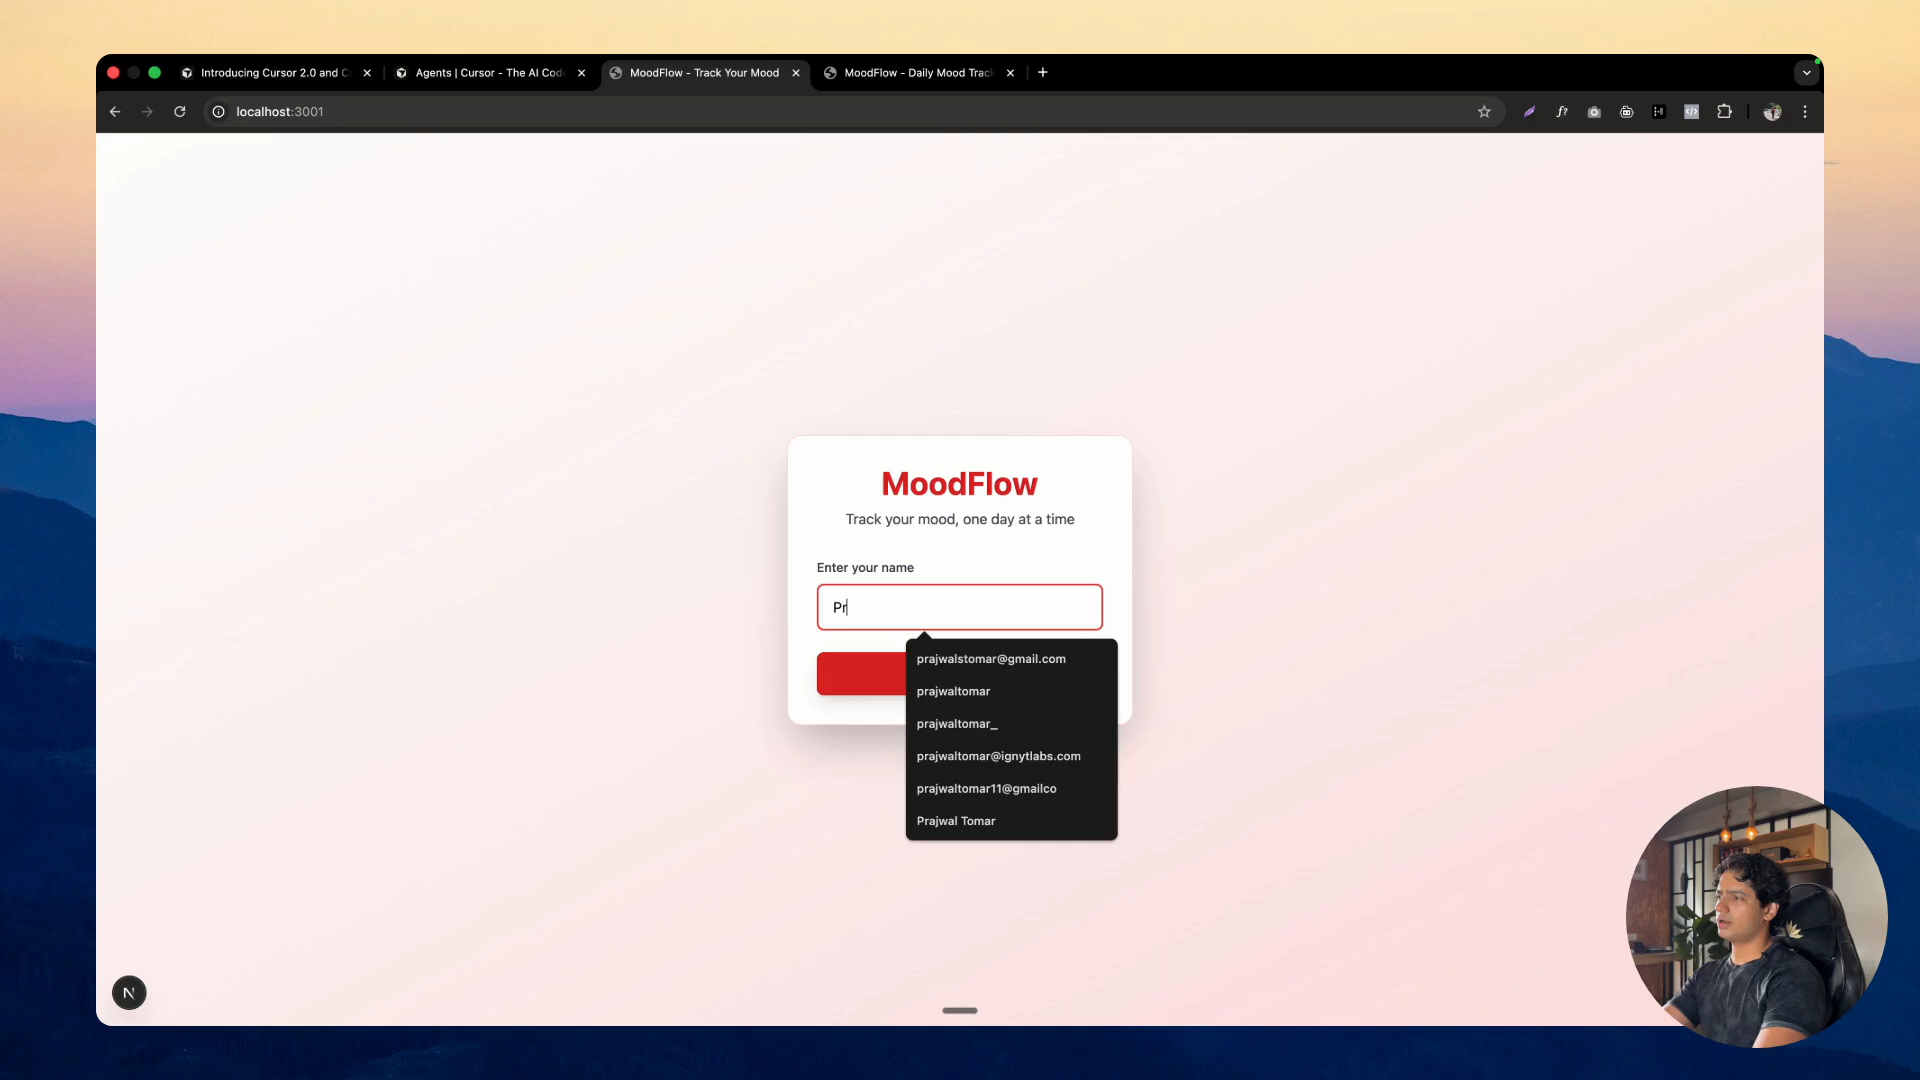 Introducing Cursor 2.0 and C
Agents | Cursor - The AI Code
MoodFlow - Track Your Mood
MoodFlow - Daily Mood Track
localhost:3001
MoodFlow
Track your mood, one day at a time
Enter your name
Pr
prajwalstomar@gmail.com
prajwaltomar
prajwaltomar_
prajwaltomar@ignytlabs.com
prajwaltomar11@gmailco
Prajwal Tomar
N